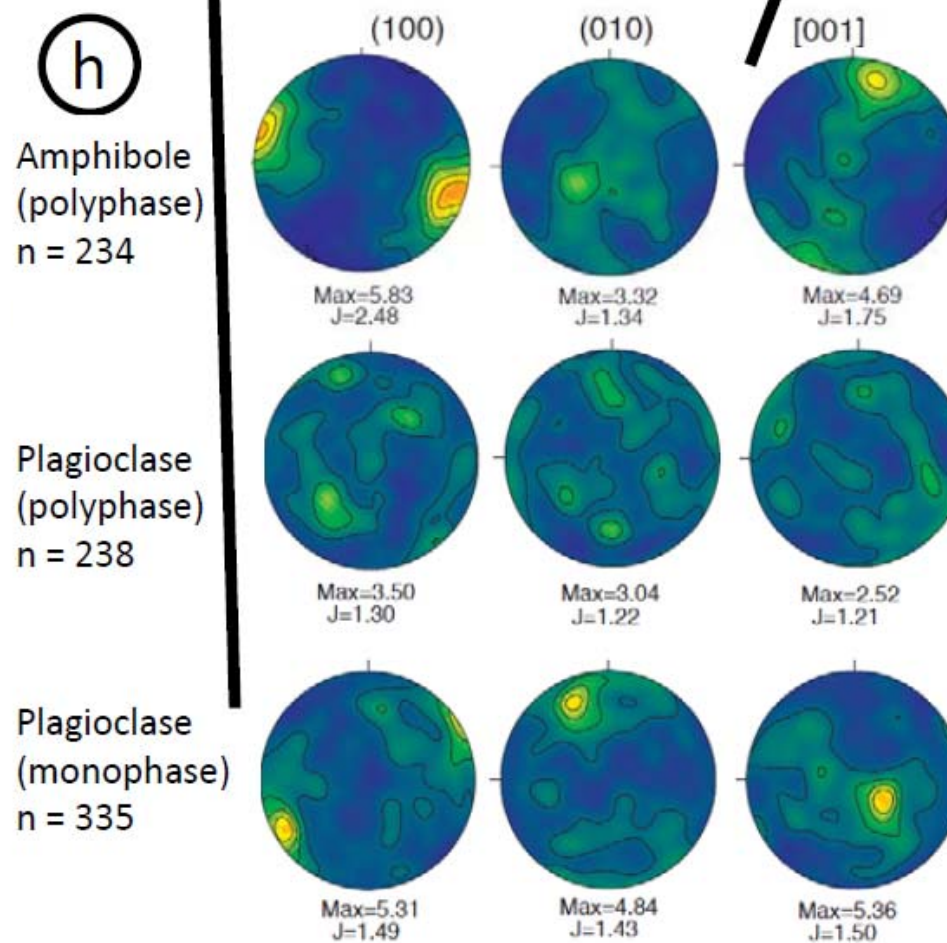 h
(100)
(010)
[001]
Amphibole
(polyphase)
n = 234
Max=5.83
J=2.48
Max=3.32
J=1.34
Max=4.69
J=1.75
Plagioclase
(polyphase)
n = 238
Max=3.50
J=1.30
Max=3.04
J=1.22
Max=2.52
J=1.21
Plagioclase
(monophase)
n = 335
Max=5.31
J=1.49
Max=4.84
J=1.43
Max=5.36
J=1.50